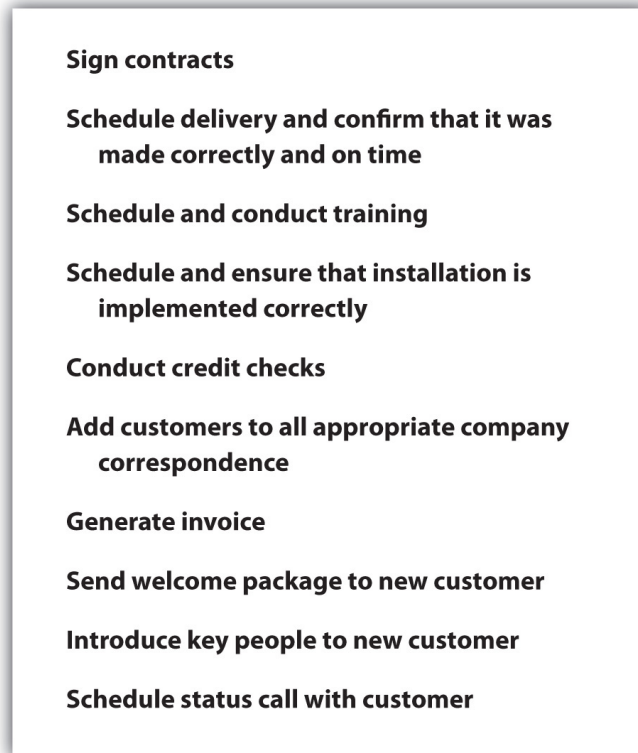 Sign contracts
Schedule delivery and confirm that it was
made correctly and on time
Schedule and conduct training
Schedule and ensure that installation is
implemented correctly
Conduct credit checks
Add customers to all appropriate company
correspondence
Generate invoice
Send welcome package to new customer
Introduce key people to new customer
Schedule status call with customer